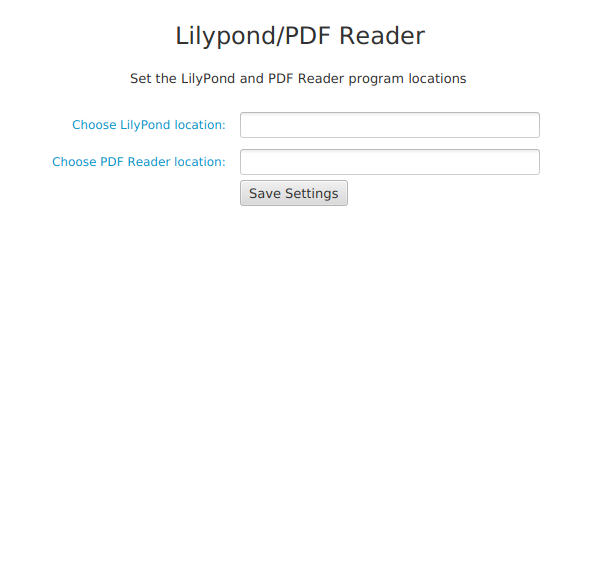 Lilypond/PDF Reader
Set the LilyPond and PDF Reader program locations
Choose LilyPond location:
Choose PDF Reader location:
Save Settings